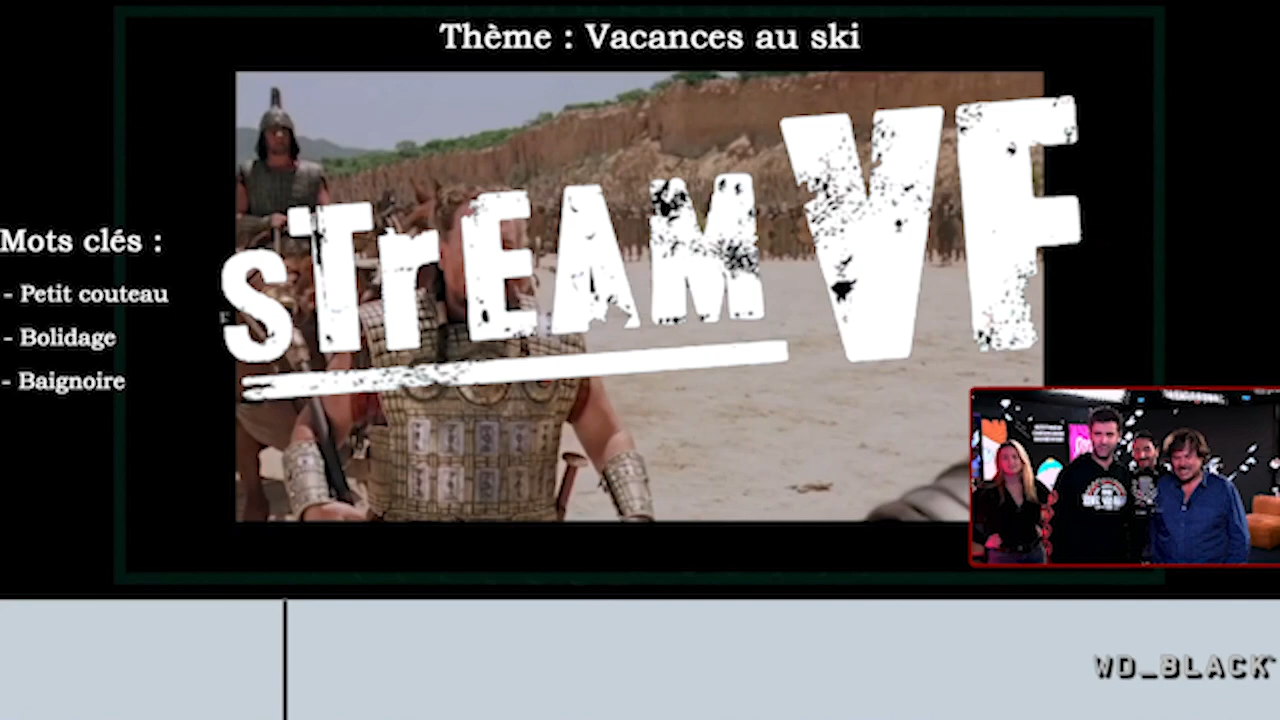 Thème : Vacances au ski
sTrEAM VF
Mots clés :
- Petit couteau
- Bolidage
- Baignoire
WD_BLACK